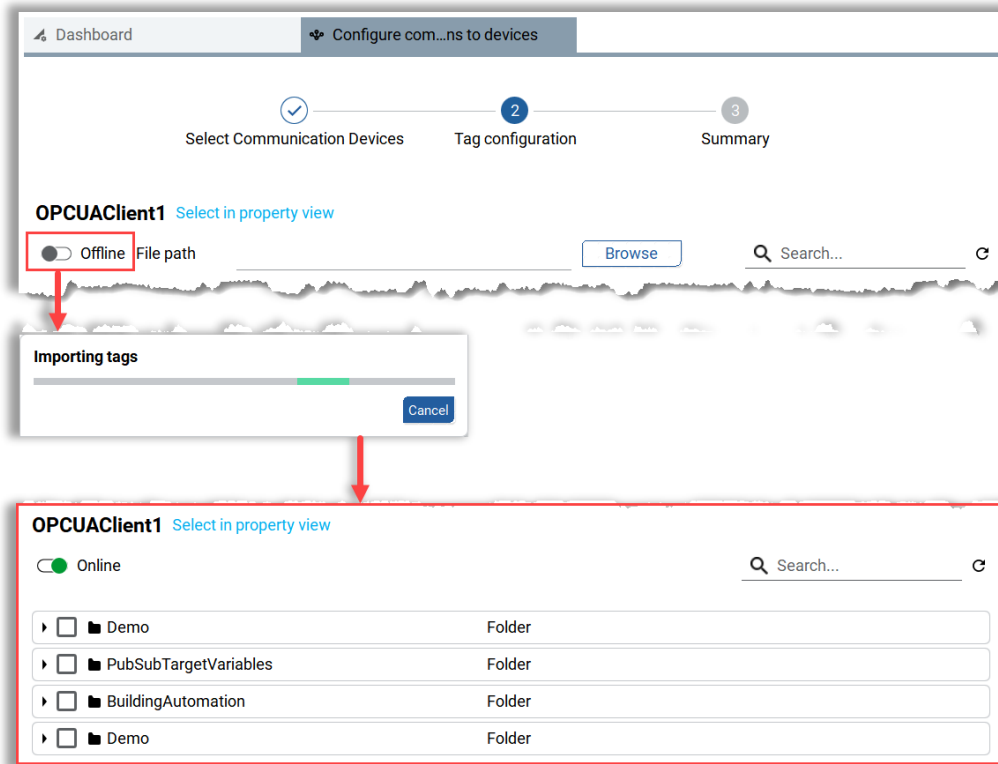 Dashboard
Configure com...ns to devices
2
3
Select Communication Devices
Tag configuration
Summary
OPCUAClient1 Select in property view
Offline File path
Browse
Search...
Importing tags
Cancel
OPCUAClient1 Select in property view
Online
Search...
Demo Folder
PubSubTargetVariables Folder
BuildingAutomation Folder
Demo Folder